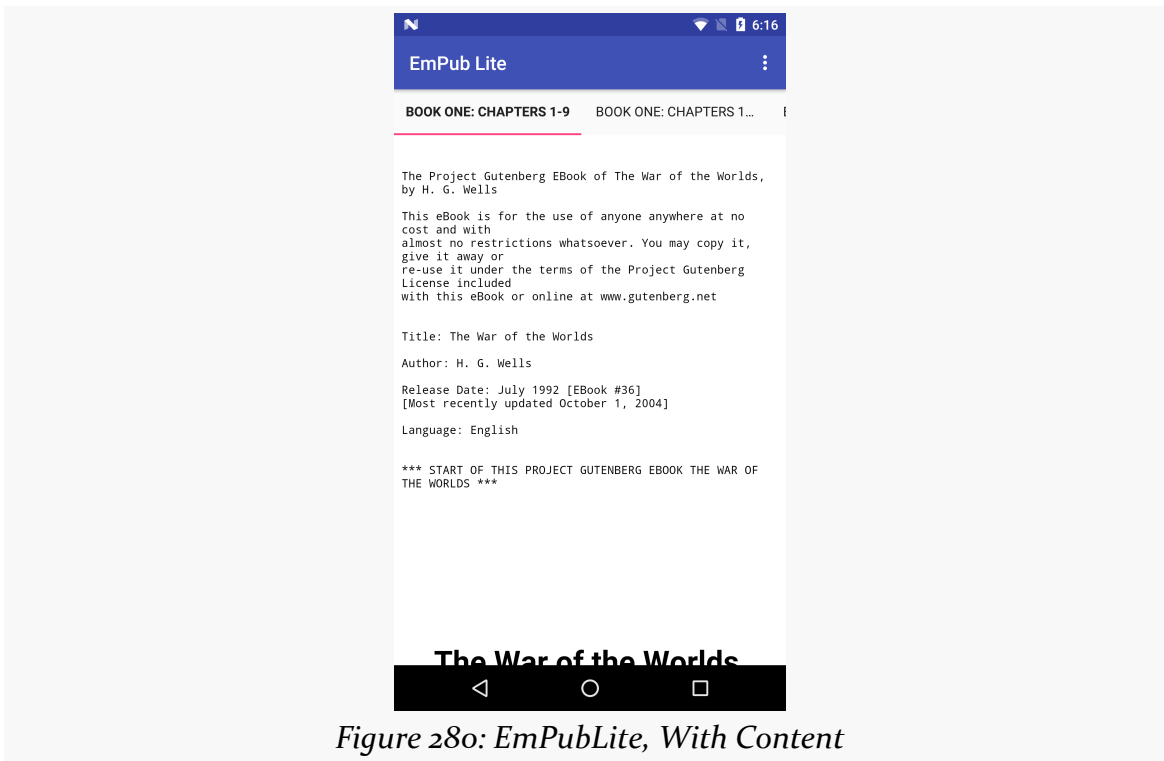 6:16
EmPub Lite
BOOK ONE: CHAPTERS 1-9 BOOK ONE: CHAPTERS 1...
The Project Gutenberg EBook of The War of the Worlds,
by H. G. Wells
This eBook is for the use of anyone anywhere at no
cost and with
almost no restrictions whatsoever. You may copy it,
give it away or
re-use it under the terms of the Project Gutenberg
License included
with this eBook or online at www.gutenberg.net
Title: The War of the Worlds
Author: H. G. Wells
Release Date: July 1992 [EBook #36]
[Most recently updated October 1, 2004]
Language: English
*** START OF THIS PROJECT GUTENBERG EBOOK THE WAR OF
THE WORLDS ***
The War of the Worlds
Figure 280: EmPubLite, With Content